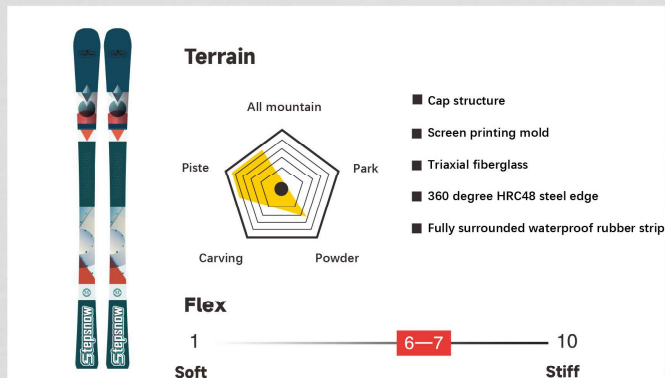 Terrain
All mountain
Piste
Park
Carving
Powder
Cap structure
Screen printing mold
Triaxial fiberglass
360 degree HRC48 steel edge
Fully surrounded waterproof rubber strip
Flex
1
6—7
10
Soft
Stiff
Stepsnow
Stepsnow